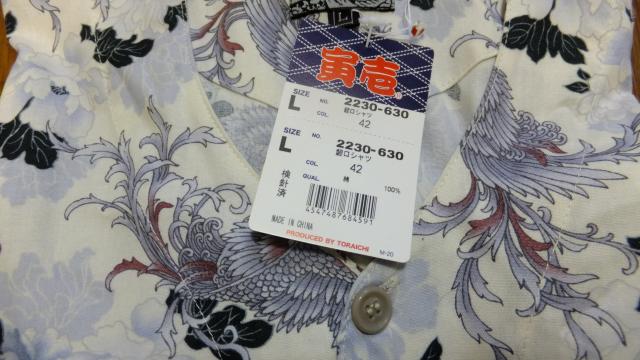 L
寅壱
®
SIZE NO. 2230-630
L 鯉口シャツ
COL. 42
SIZE NO. 2230-630
L 鯉口シャツ
COL. 42
QUAL. 綿 100%
検針済
4547487684591
MADE IN CHINA
PRODUCED BY TORAICHI
M-20